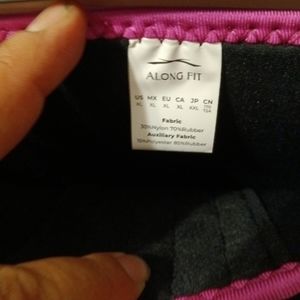 ALONG FIT
US MX EU CA JP CN
XL XL XL XL XXL
Fabric
30%Nylon 70%Rubber
Auxiliary Fabric
15%Polyester 85%Rubber